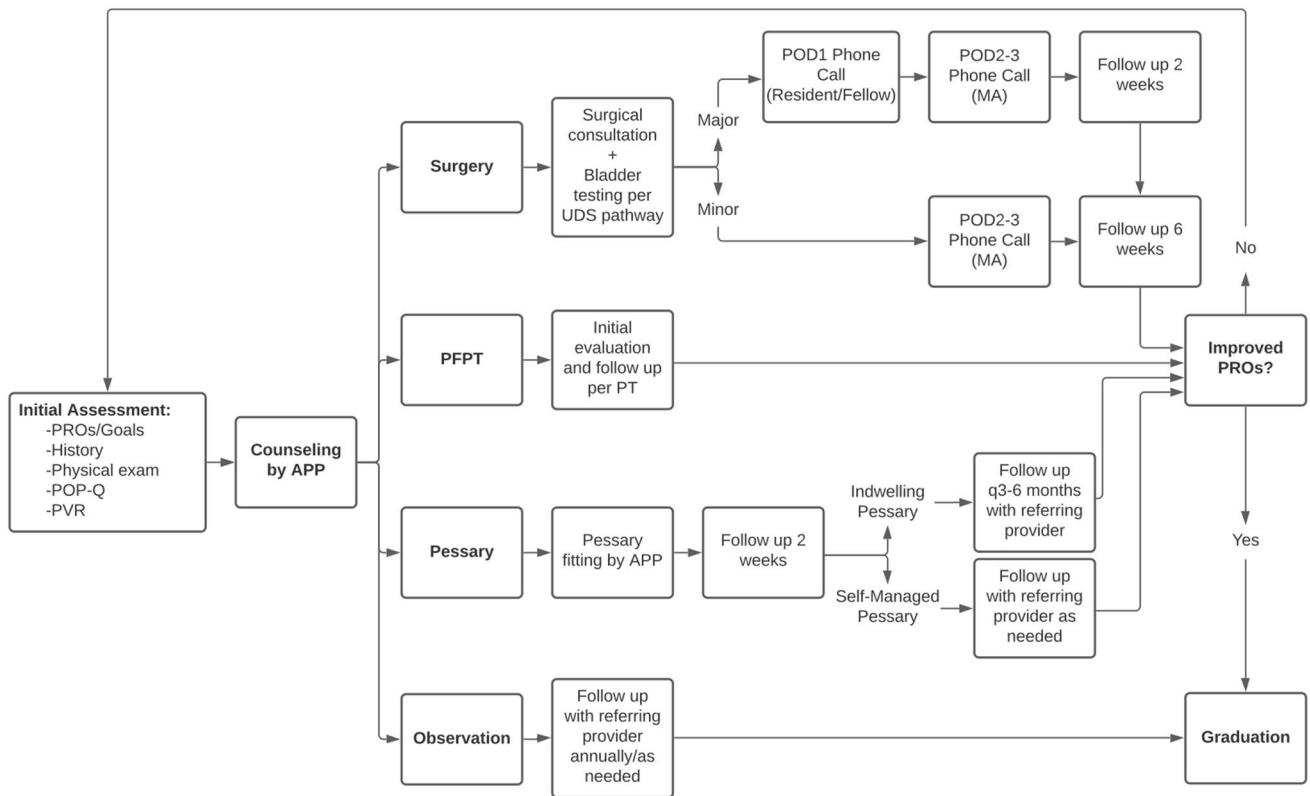 Initial Assessment:
-PROs/Goals
-History
-Physical exam
-POP-Q
-PVR
Counseling
by APP
Surgery
Surgical
consultation
+
Bladder
testing per
UDS pathway
Major
POD1 Phone
Call
(Resident/Fellow)
POD2-3
Phone Call
(MA)
Follow up 2
weeks
Minor
POD2-3
Phone Call
(MA)
Follow up 6
weeks
PFPT
Initial
evaluation
and follow up
per PT
Pessary
Pessary
fitting by APP
Follow up 2
weeks
Indwelling
Pessary
Follow up
q3-6 months
with referring
provider
Self-Managed
Pessary
Follow up
with referring
provider as
needed
Observation
Follow up
with referring
provider
annually/as
needed
Improved
PROs?
No
Yes
Graduation